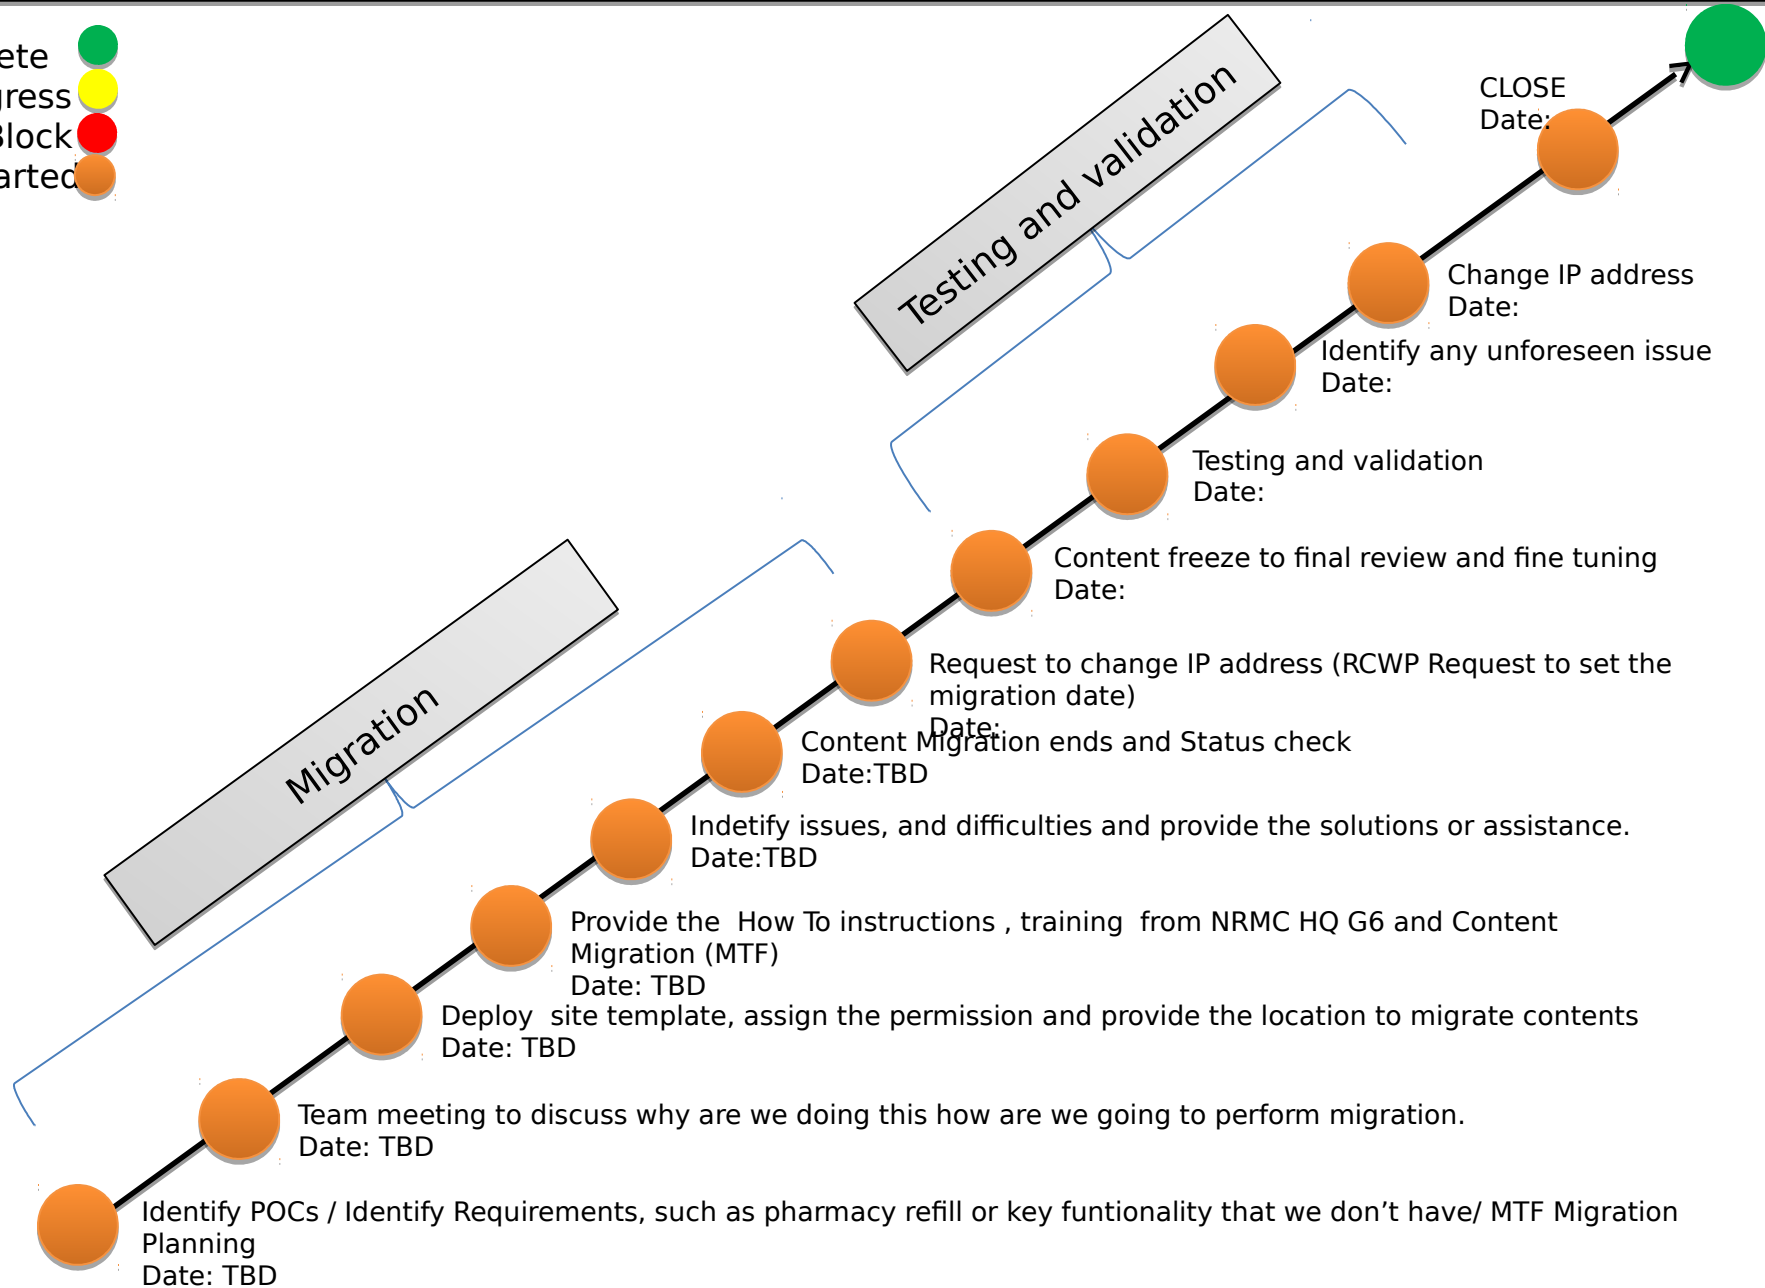 ete
gress
Block
arted
Testing and validation
Migration
CLOSE
Date:
Change IP address
Date:
Identify any unforeseen issue
Date:
Testing and validation
Date:
Content freeze to final review and fine tuning
Date:
Request to change IP address (RCWP Request to set the
migration date)
Date:
Content Migration ends and Status check
Date:TBD
Indetify issues, and difficulties and provide the solutions or assistance.
Date:TBD
Provide the  How To instructions , training  from NRMC HQ G6 and Content
Migration (MTF)
Date: TBD
Deploy  site template, assign the permission and provide the location to migrate contents
Date: TBD
Team meeting to discuss why are we doing this how are we going to perform migration.
Date: TBD
Identify POCs / Identify Requirements, such as pharmacy refill or key funtionality that we don’t have/ MTF Migration
Planning
Date: TBD